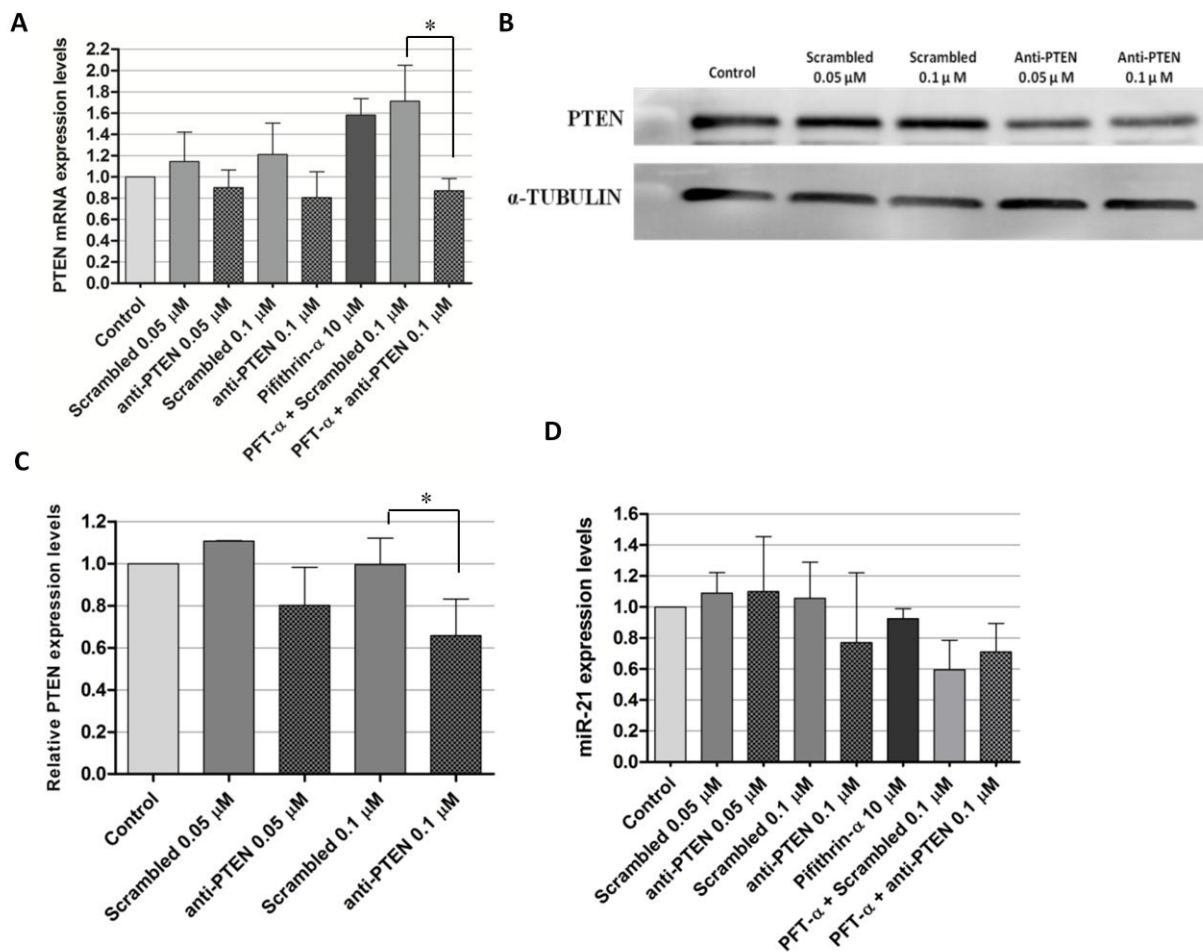 A
PTEN mRNA expression levels
2.2
2.0
1.8
1.6
1.4
1.2
1.0
0.8
0.6
0.4
0.2
0.0
*
Control
Scrambled 0.05 μM
anti-PTEN 0.05 μM
Scrambled 0.1 μM
anti-PTEN 0.1 μM
Pifithrin-α 10 μM
PFT-α + Scrambled 0.1 μM
PFT-α + anti-PTEN 0.1 μM
B
Control
Scrambled
0.05 μM
Scrambled
0.1 μ M
Anti-PTEN
0.05 μM
Anti-PTEN
0.1 μM
PTEN
α-TUBULIN
C
Relative PTEN expression levels
1.2
1.0
0.8
0.6
0.4
0.2
0.0
*
Control
Scrambled 0.05 μM
anti-PTEN 0.05 μM
Scrambled 0.1 μM
anti-PTEN 0.1 μM
D
miR-21 expression levels
1.6
1.4
1.2
1.0
0.8
0.6
0.4
0.2
0.0
Control
Scrambled 0.05 μM
anti-PTEN 0.05 μM
Scrambled 0.1 μM
anti-PTEN 0.1 μM
Pifithrin-α 10 μM
PFT-α + Scrambled 0.1 μM
PFT-α + anti-PTEN 0.1 μM